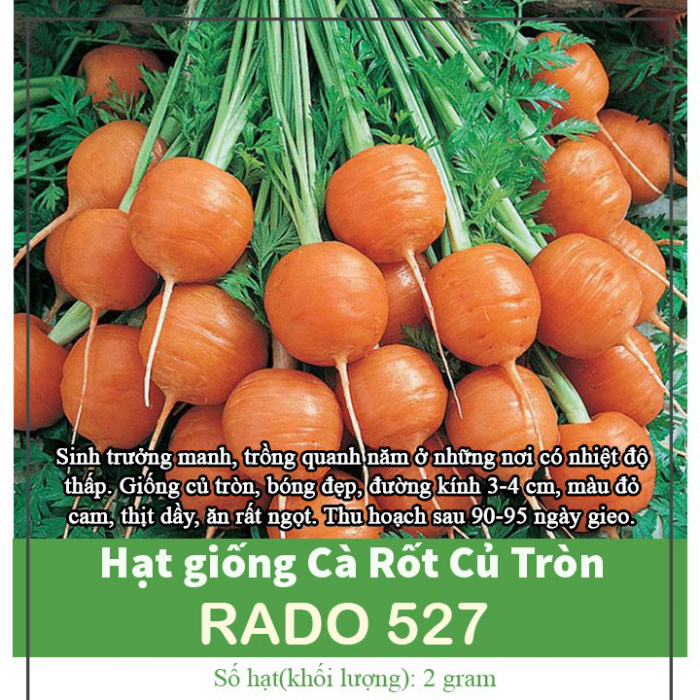 Sinh trưởng manh, trồng quanh năm ở những nơi có nhiệt độ
thấp. Giống củ tròn, bóng đẹp, đường kính 3-4 cm, màu đỏ
cam, thịt dầy, ăn rất ngọt. Thu hoạch sau 90-95 ngày gieo.
Hạt giống Cà Rốt Củ Tròn
RADO 527
Số hạt(khối lượng): 2 gram